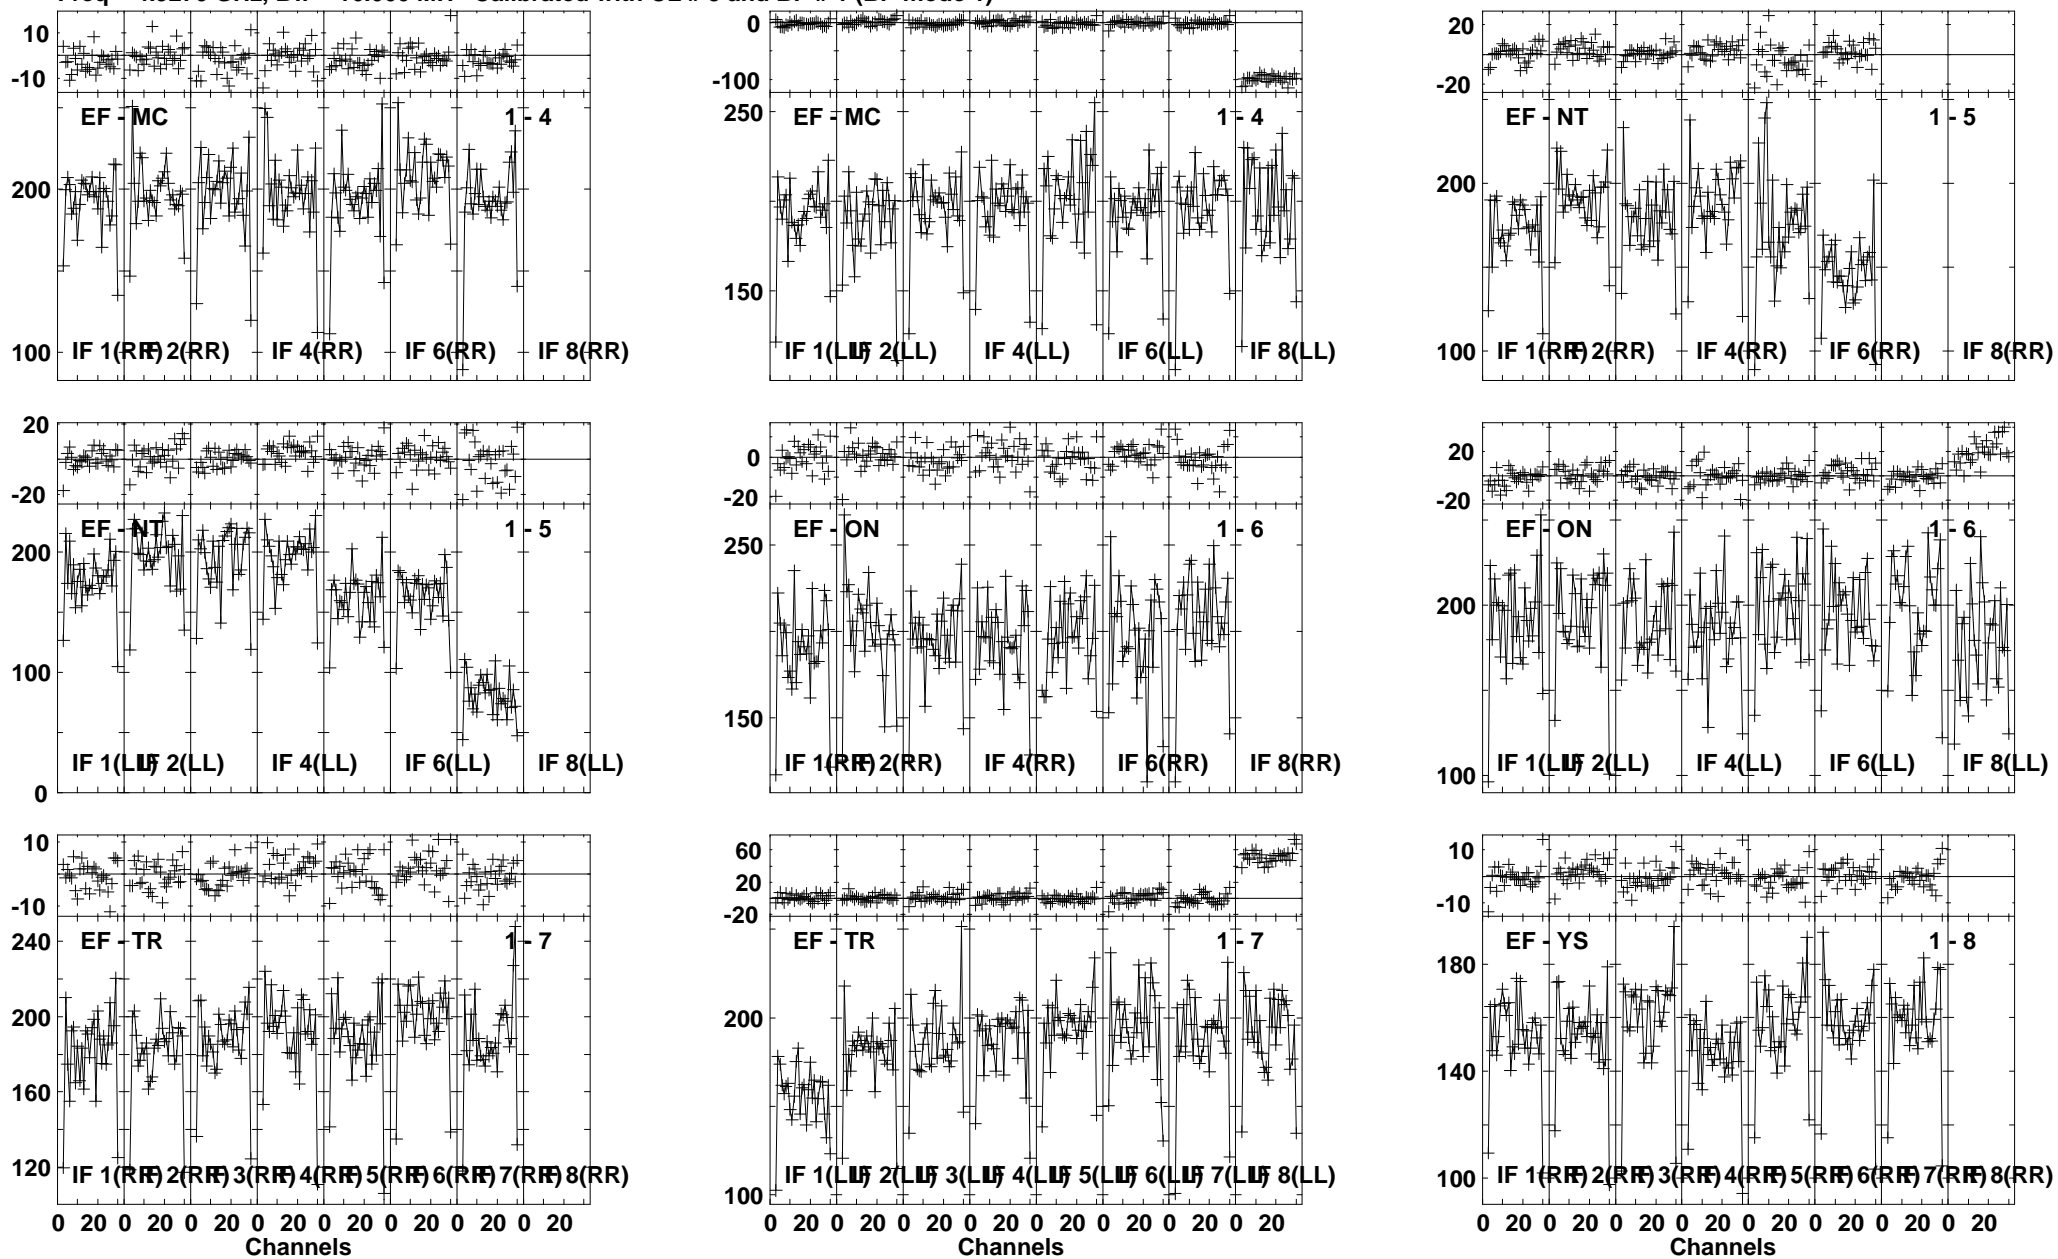 Calibrated with CL # and BP # (BP mode 1)
10
-10
EF - MC 1 - 4
200
100
IF 1(RR) IF 2(RR) IF 4(RR) IF 6(RR) IF 8(RR)
0
-100
250
EF - MC 1 - 4
150
IF 1(LL) IF 2(LL) IF 4(LL) IF 6(LL) IF 8(LL)
20
-20
EF - NT 1 - 5
200
100
IF 1(RR) IF 2(RR) IF 4(RR) IF 6(RR) IF 8(RR)
20
0
-20
EF - NT 1 - 5
200
100
IF 1(LL) IF 2(LL) IF 4(LL) IF 6(LL) IF 8(LL)
0
20
0
-20
EF - ON 1 - 6
250
150
IF 1(RR) IF 2(RR) IF 4(RR) IF 6(RR) IF 8(RR)
20
-20
EF - ON 1 - 6
200
100
IF 1(LL) IF 2(LL) IF 4(LL) IF 6(LL) IF 8(LL)
10
-10
240
EF - TR 1 - 7
200
160
120
IF 1(RR) IF 2(RR) IF 3(RR) IF 4(RR) IF 5(RR) IF 6(RR) IF 7(RR) IF 8(RR)
0 20 0 20 0 20 0 20 0 20 0 20 0 20 0 20
Channels
60
20
-20
EF - TR 1 - 7
200
100
IF 1(LL) IF 2(LL) IF 3(LL) IF 4(LL) IF 5(LL) IF 6(LL) IF 7(LL) IF 8(LL)
0 20 0 20 0 20 0 20 0 20 0 20 0 20 0 20
Channels
10
-10
EF - YS 1 - 8
180
140
100
IF 1(RR) IF 2(RR) IF 3(RR) IF 4(RR) IF 5(RR) IF 6(RR) IF 7(RR) IF 8(RR)
0 20 0 20 0 20 0 20 0 20 0 20 0 20 0 20
Channels